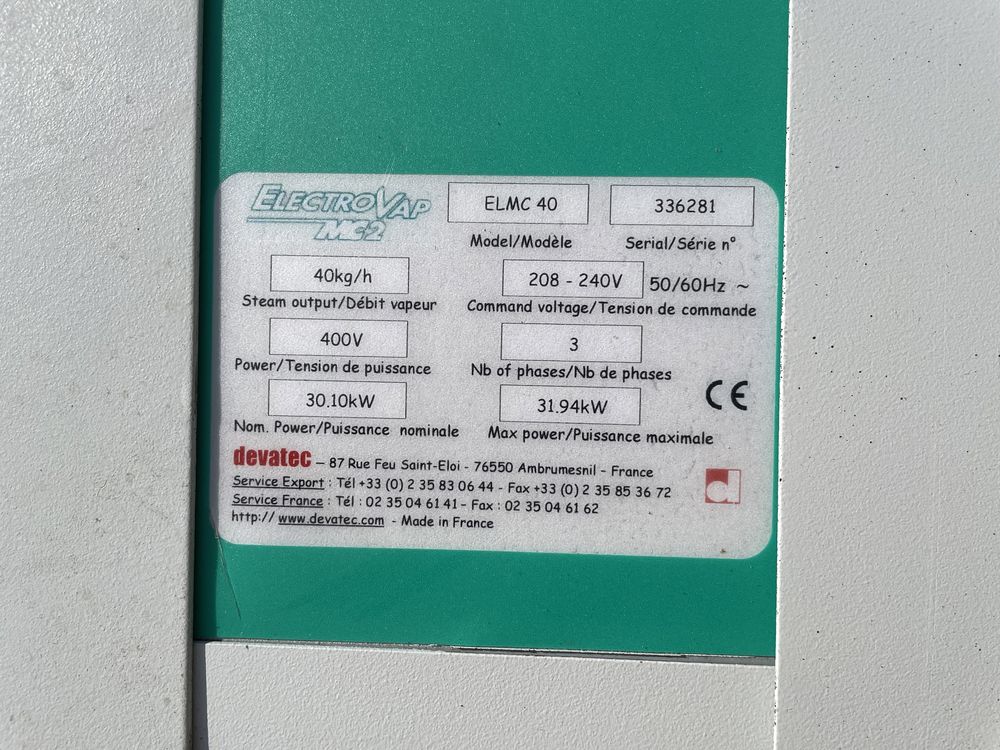 ELECTROVAP MC2
ELMC 40
336281
Model/Modèle
Serial/Série n°
40kg/h
208 - 240V 50/60Hz ~
Steam output/Débit vapeur
Command voltage/Tension de commande
400V
3
Power/Tension de puissance
Nb of phases/Nb de phases
30.10kW
31.94kW
CE
Nom. Power/Puissance nominale
Max power/Puissance maximale
devatec – 87 Rue Feu Saint-Eloi - 76550 Ambrumesnil - France
Service Export : Tél +33 (0) 2 35 83 06 44 - Fax +33 (0) 2 35 85 36 72
Service France : Tél : 02 35 04 61 41 - Fax : 02 35 04 61 62
http:// www.devatec.com - Made in France
d